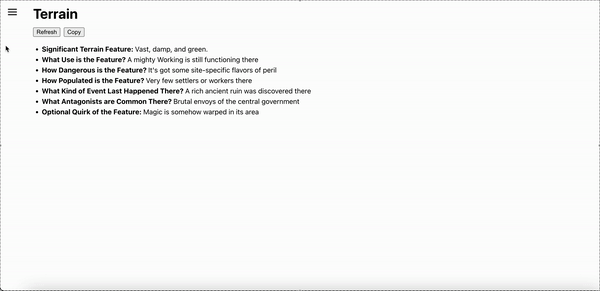 Terrain
Refresh Copy
• Significant Terrain Feature: Vast, damp, and green.
• What Use is the Feature? A mighty Working is still functioning there
• How Dangerous is the Feature? It's got some site-specific flavors of peril
• How Populated is the Feature? Very few settlers or workers there
• What Kind of Event Last Happened There? A rich ancient ruin was discovered there
• What Antagonists are Common There? Brutal envoys of the central government
• Optional Quirk of the Feature: Magic is somehow warped in its area